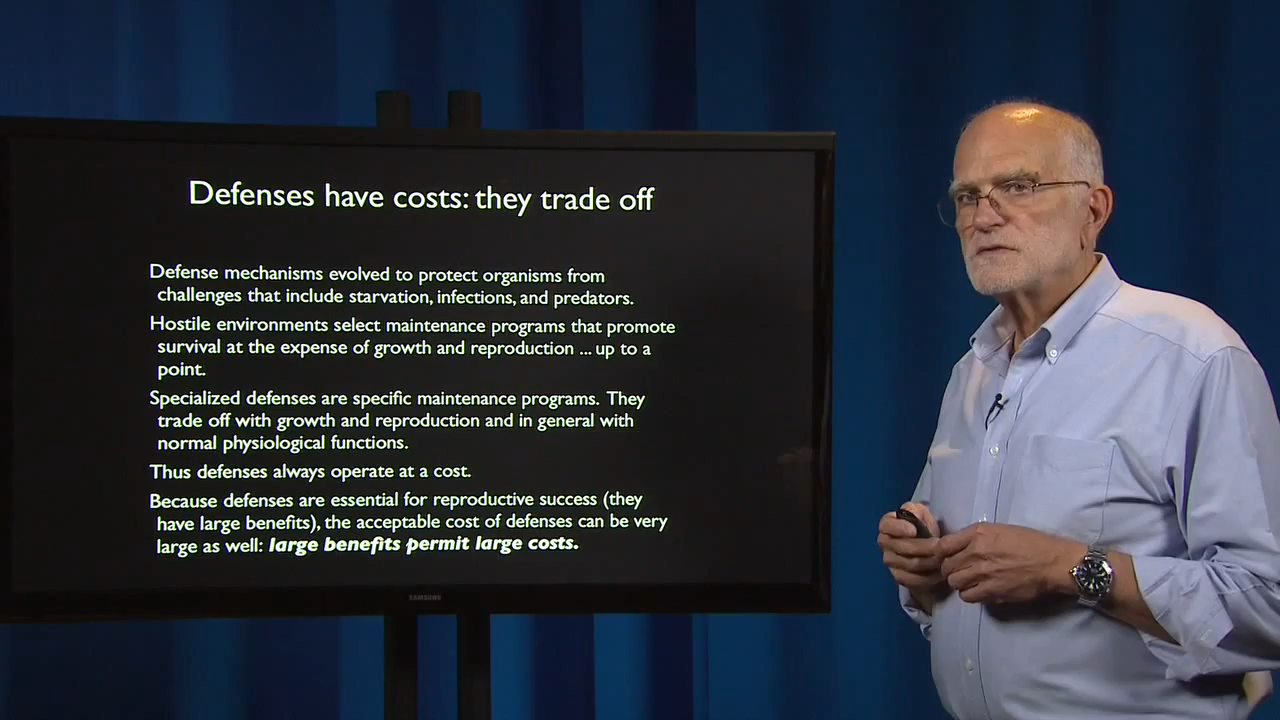 Defenses have costs: they trade off
Defense mechanisms evolved to protect organisms from
challenges that include starvation, infections, and predators.
Hostile environments select maintenance programs that promote
survival at the expense of growth and reproduction ... up to a
point.
Specialized defenses are specific maintenance programs. They
trade off with growth and reproduction and in general with
normal physiological functions.
Thus defenses always operate at a cost.
Because defenses are essential for reproductive success (they
have large benefits), the acceptable cost of defenses can be very
large as well: large benefits permit large costs.
SAMSUNG